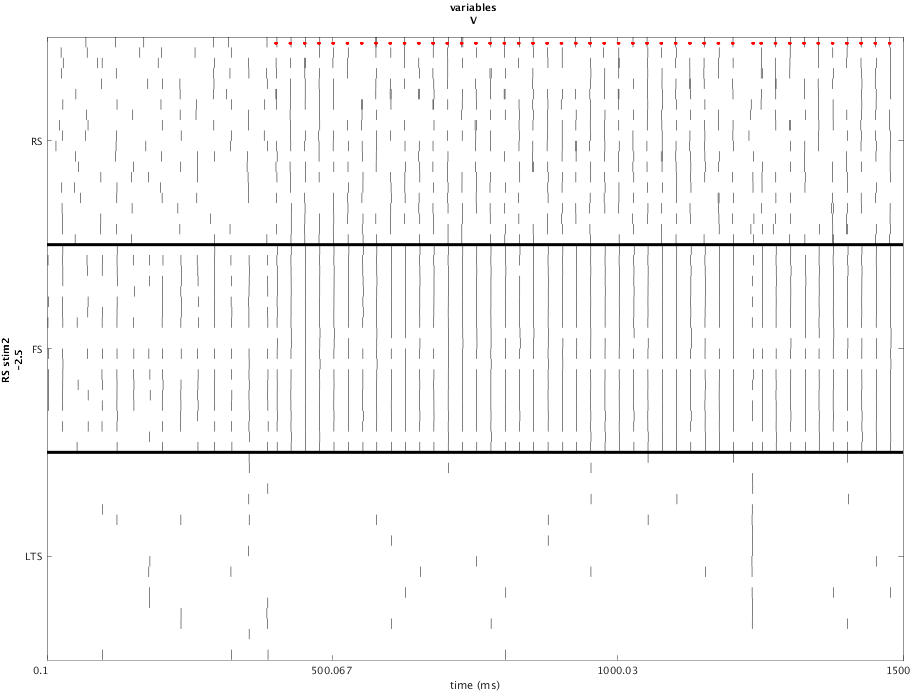 variables
V
RS
FS
LTS
RS stim2
-2.5
0.1
500.067
1000.03
1500
time (ms)